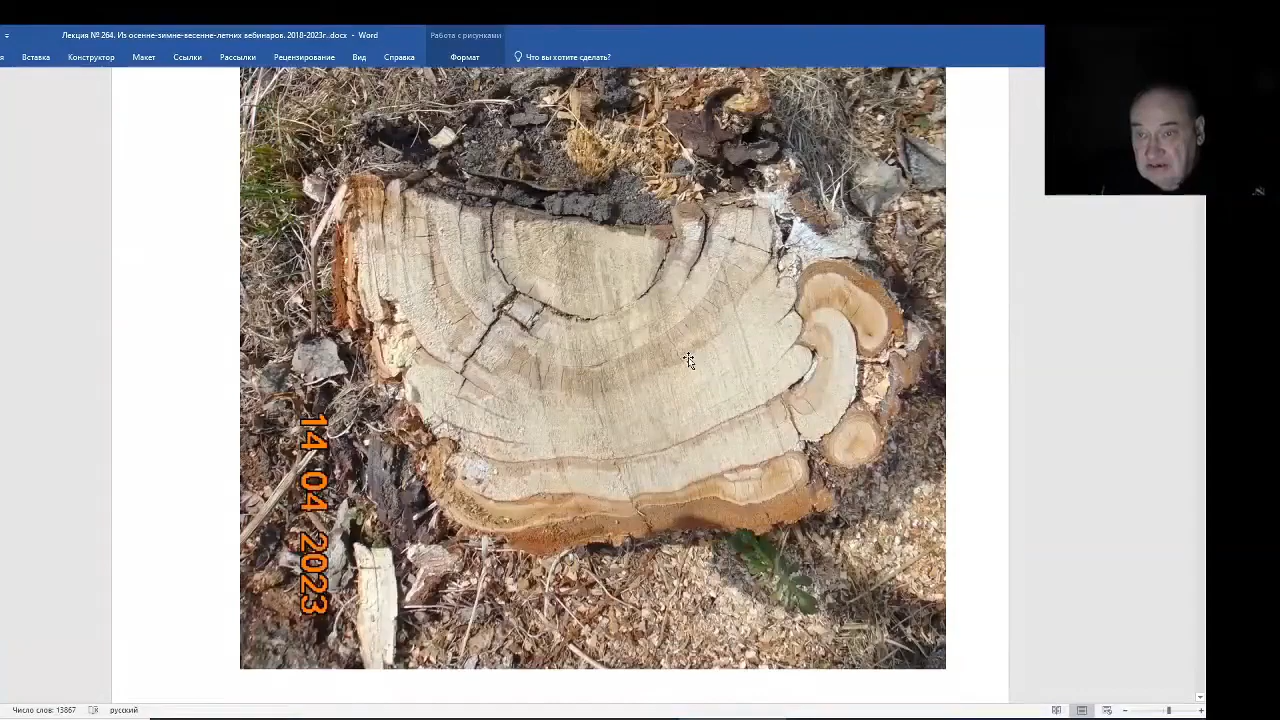 Лекция № 264. Из осенне-зимне-весенне-летних вебинаров. 2018-2023г..docx - Word
Работа с рисунками
я Вставка Конструктор Макет Ссылки Рассылки Рецензирование Вид Справка Формат Что вы хотите сделать?
14 04 2023
Число слов: 13867 русский